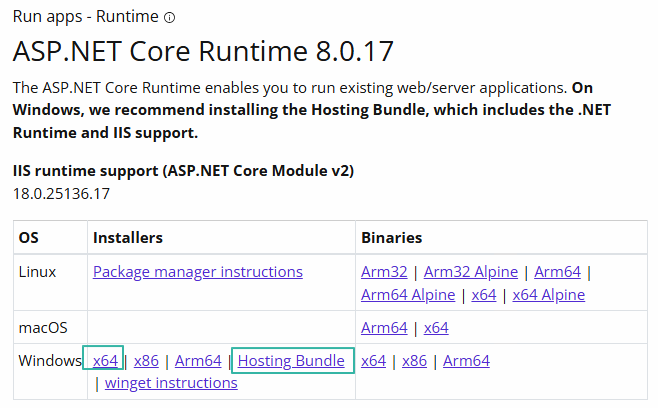 Run apps - Runtime
ASP.NET Core Runtime 8.0.17
The ASP.NET Core Runtime enables you to run existing web/server applications. On
Windows, we recommend installing the Hosting Bundle, which includes the .NET
Runtime and IIS support.
IIS runtime support (ASP.NET Core Module v2)
18.0.25136.17
OS Installers Binaries
Linux Package manager instructions Arm32 | Arm32 Alpine | Arm64 |
Arm64 Alpine | x64 | x64 Alpine
macOS Arm64 | x64
Windows x64 | x86 | Arm64 | Hosting Bundle x64 | x86 | Arm64
| winget instructions